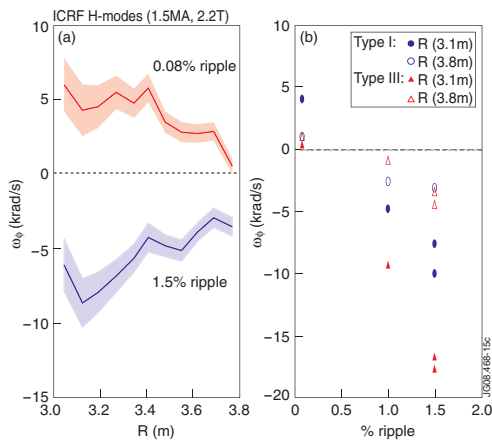 ICRF H-modes (1.5MA, 2.2T)
(a)
0.08% ripple
1.5% ripple
10
5
0
−5
−10
−15
ωϕ (krad/s)
3.0
3.2
3.4
3.6
3.8
R (m)
(b)
Type I:
R (3.1m)
R (3.8m)
Type III:
R (3.1m)
R (3.8m)
10
5
0
−5
−10
−15
−20
ωϕ (krad/s)
0
0.5
1.0
1.5
2.0
% ripple
JG08.468-15c